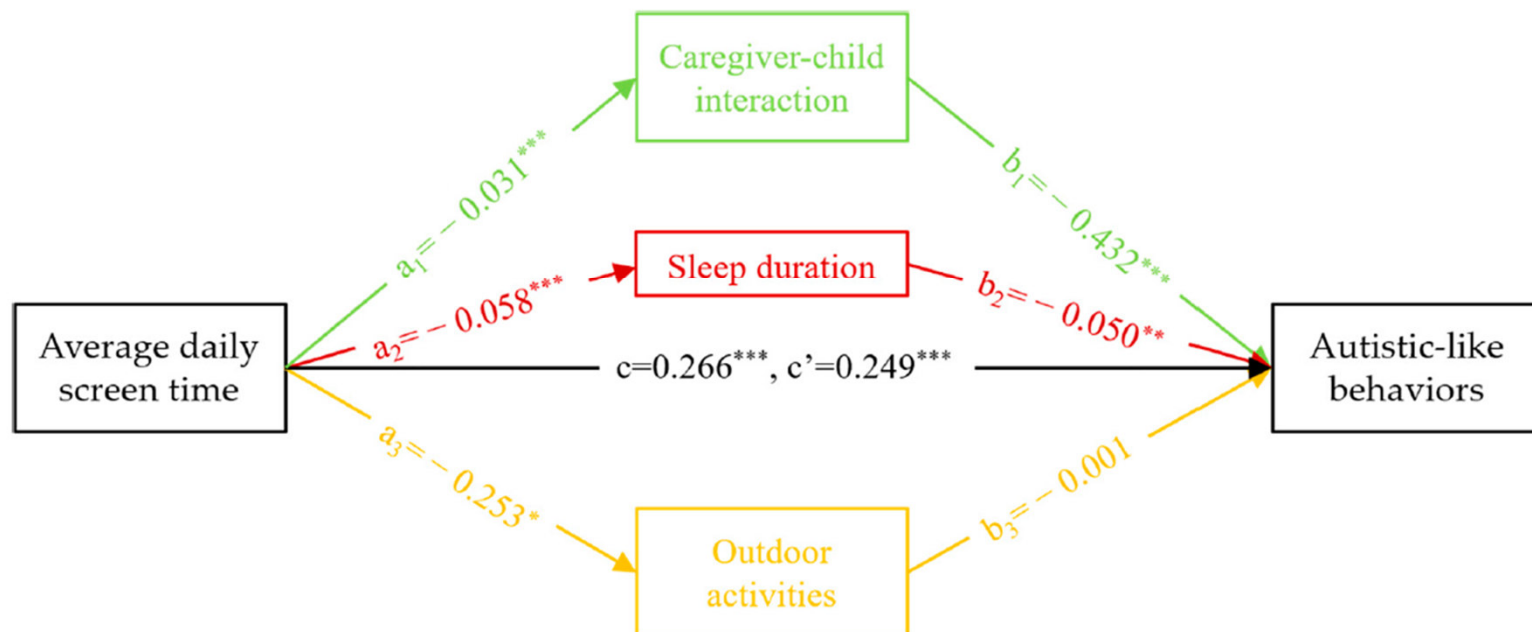 Caregiver-child
interaction
a₁= − 0.031***
b₁= − 0.432***
Sleep duration
a₂= − 0.058***
b₂= − 0.050**
Average daily
screen time
c=0.266***, c’=0.249***
Autistic-like
behaviors
a₃= − 0.253*
b₃= − 0.001
Outdoor
activities